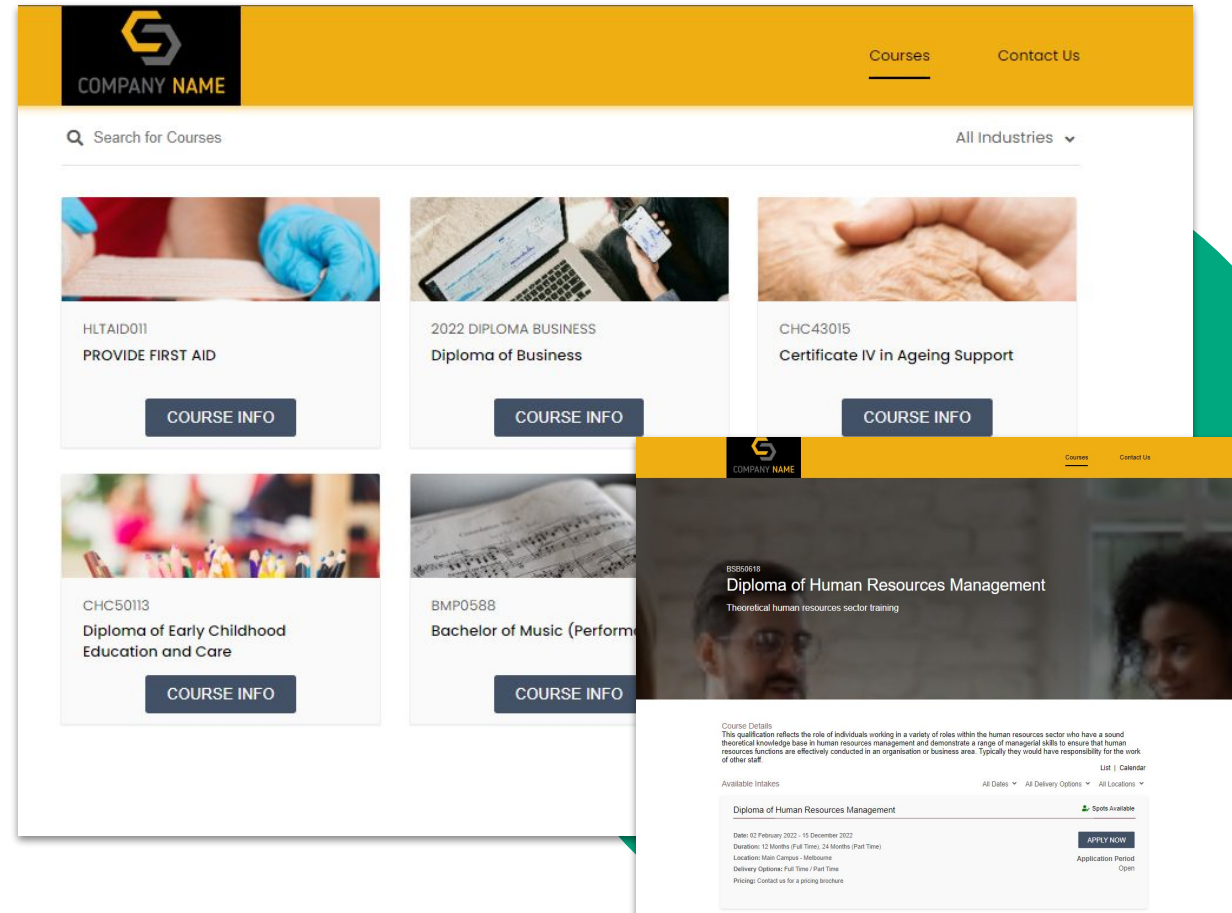 COMPANY NAME
Courses
Contact Us
Search for Courses
All Industries
HLTAID011
PROVIDE FIRST AID
COURSE INFO
2022 DIPLOMA BUSINESS
Diploma of Business
COURSE INFO
CHC43015
Certificate IV in Ageing Support
COURSE INFO
CHC50113
Diploma of Early Childhood
Education and Care
COURSE INFO
BMP0588
Bachelor of Music
COURSE INFO
COMPANY NAME
Courses
Contact Us
BSB50618
Diploma of Human Resources Management
Theoretical human resources sector training
Course Details
This qualification reflects the role of individuals working in a variety of roles within the human resources sector who have a sound
theoretical knowledge base in human resources management and demonstrate a range of managerial skills to ensure that human
resources functions are effectively conducted in an organisation or business area. Typically they would have responsibility for the work
of other staff.
List | Calendar
Available Intakes
All Dates
All Delivery Options
All Locations
Diploma of Human Resources Management
Spots Available
Date: 02 February 2022 - 15 December 2022
Duration: 12 Months (Full Time), 24 Months (Part Time)
Location: Main Campus - Melbourne
Delivery Options: Full Time / Part Time
Pricing: Contact us for a pricing brochure
APPLY NOW
Application Period
Open